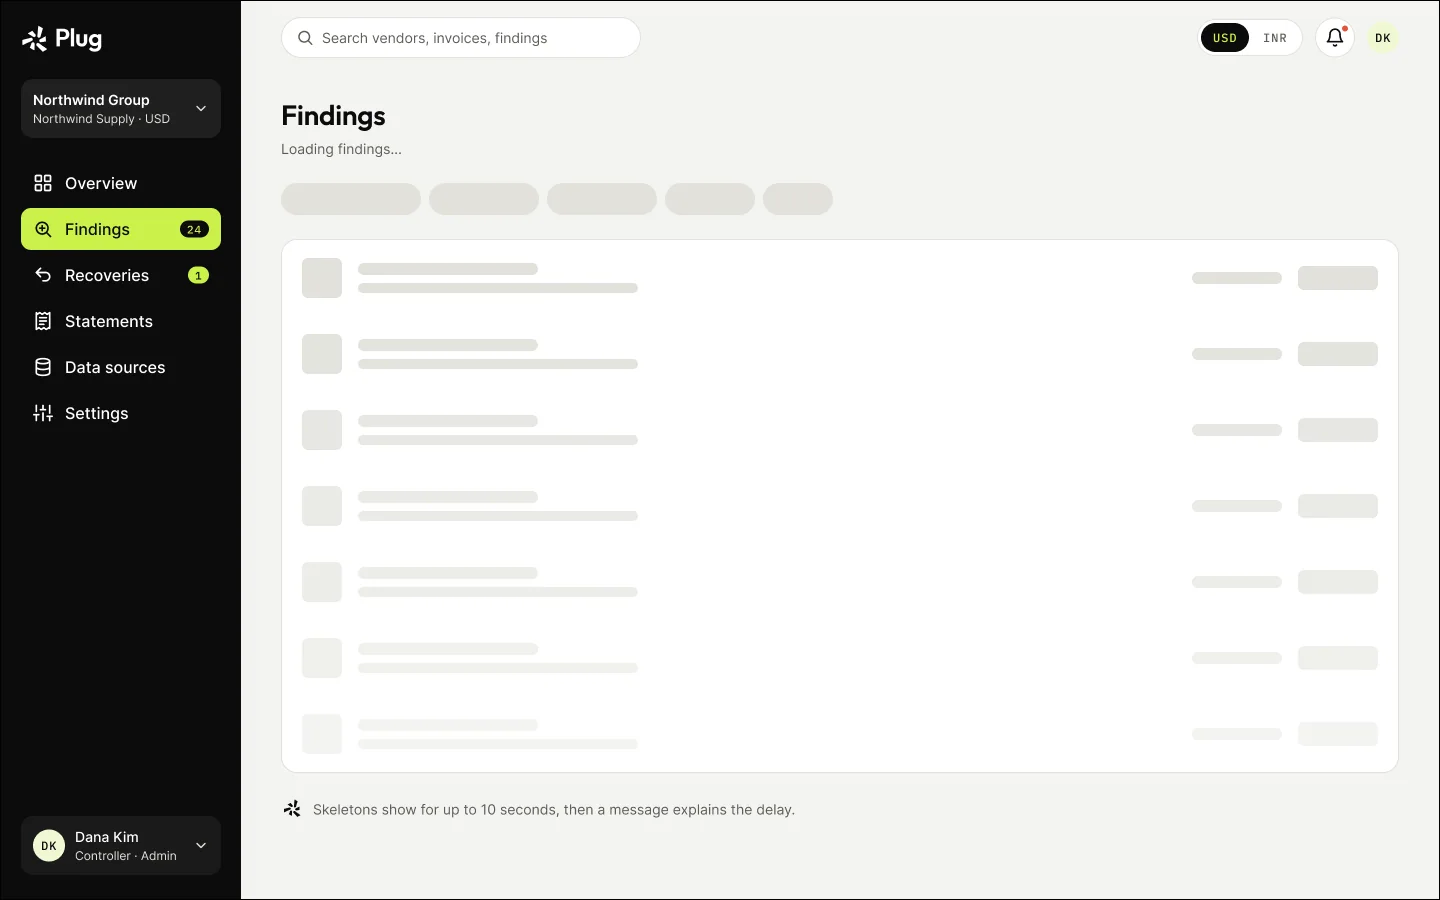 Plug
Northwind Group
Northwind Supply · USD
Overview
Findings 24
Recoveries 1
Statements
Data sources
Settings
Dana Kim
DK
Controller · Admin
Search vendors, invoices, findings
USD INR DK
Findings
Loading findings...
Skeletons show for up to 10 seconds, then a message explains the delay.